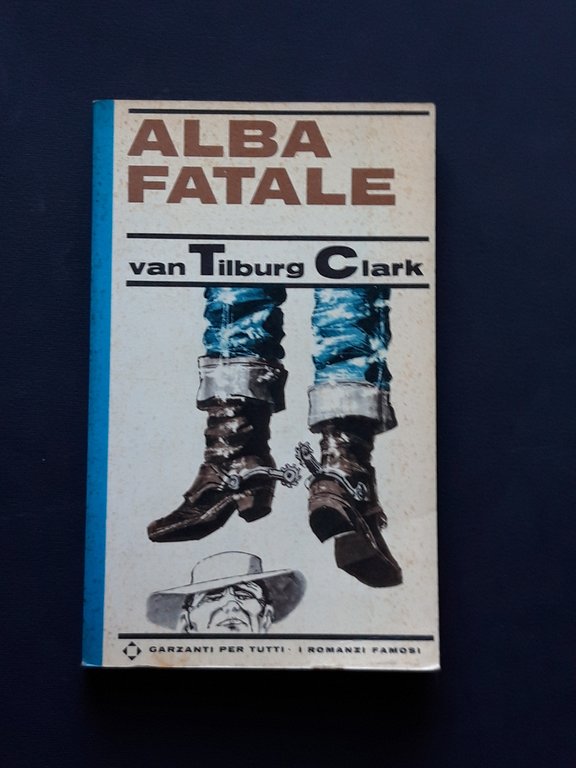 ALBA
FATALE
van Tilburg Clark
GARZANTI PER TUTTI · I ROMANZI FAMOSI